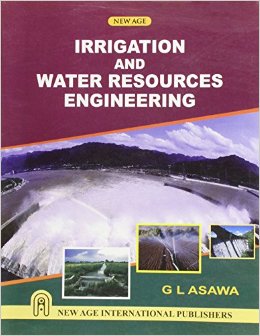 NEW AGE
IRRIGATION
AND
WATER RESOURCES
ENGINEERING
G L ASAWA
NEW AGE INTERNATIONAL PUBLISHERS